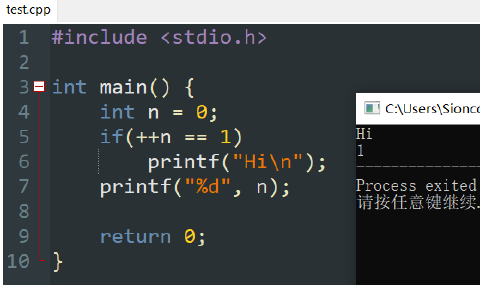 test.cpp
1 #include <stdio.h>
2
3 int main() {
4 int n = 0;
5 if(++n == 1)
6 printf("Hi\n");
7 printf("%d", n);
8
9 return 0;
10 }
C:\Users\Sionco
Hi
1
--------------
Process exited
请按任意键继续.